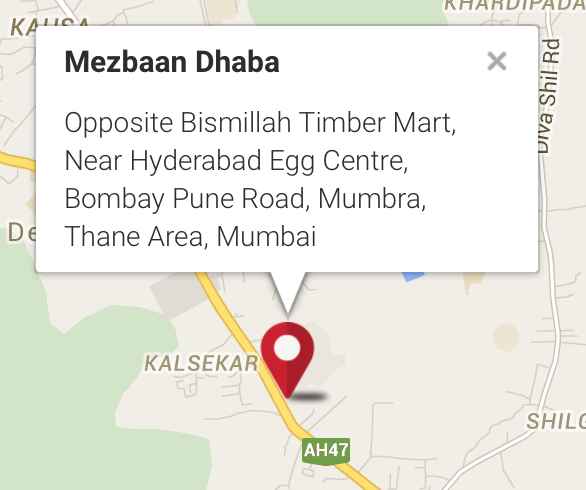 KHARDIPADA
KAUSA
Mezbaan Dhaba
Diva Shil Rd
Opposite Bismillah Timber Mart,
Near Hyderabad Egg Centre,
Bombay Pune Road, Mumbra,
Thane Area, Mumbai
De
KALSEKAR
SHILG
AH47